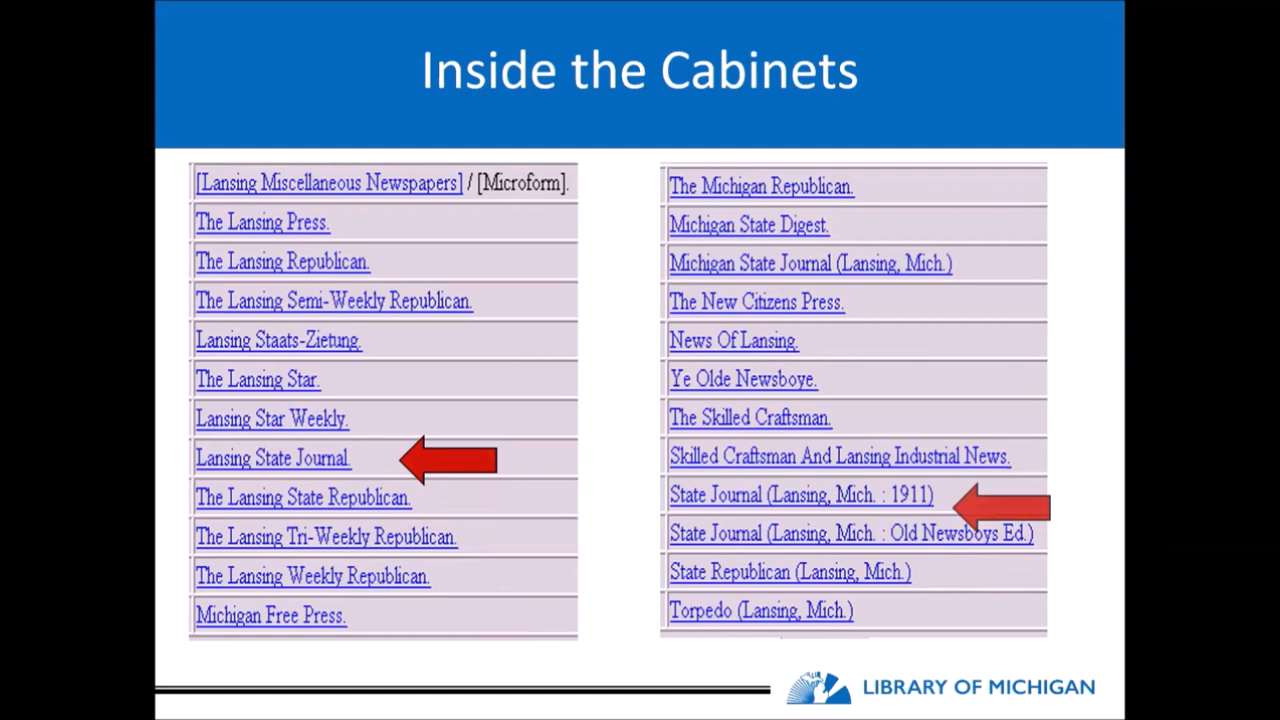 Inside the Cabinets
[Lansing Miscellaneous Newspapers] / [Microform].
The Lansing Press.
The Lansing Republican.
The Lansing Semi-Weekly Republican.
Lansing Staats-Zietung.
The Lansing Star.
Lansing Star Weekly.
Lansing State Journal.
The Lansing State Republican.
The Lansing Tri-Weekly Republican.
The Lansing Weekly Republican.
Michigan Free Press.
The Michigan Republican.
Michigan State Digest.
Michigan State Journal (Lansing, Mich.)
The New Citizens Press.
News Of Lansing.
Ye Olde Newsboye.
The Skilled Craftsman.
Skilled Craftsman And Lansing Industrial News.
State Journal (Lansing, Mich. : 1911)
State Journal (Lansing, Mich. : Old Newsboys Ed.)
State Republican (Lansing, Mich.)
Torpedo (Lansing, Mich.)
LIBRARY OF MICHIGAN